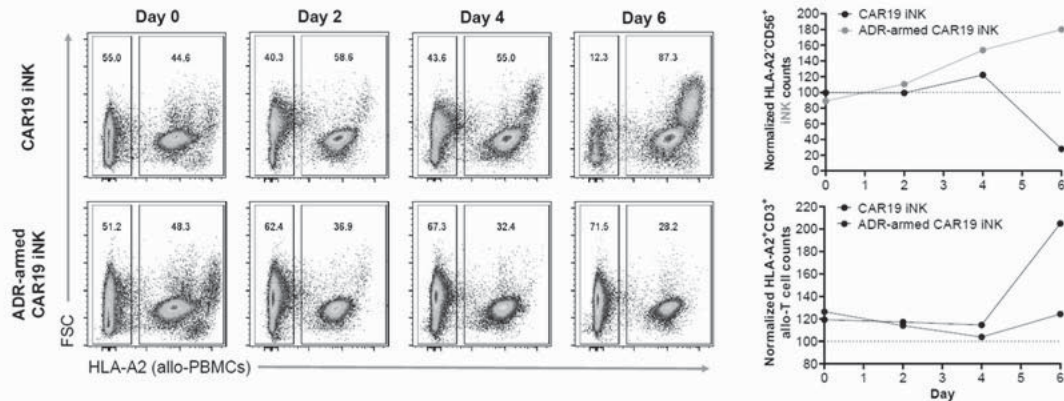 Day 0 Day 2 Day 4 Day 6
CAR19 iNK
55.0 44.6 40.3 58.6 43.6 55.0 12.3 87.3
ADR-armed
CAR19 iNK
51.2 48.3 62.4 36.9 67.3 32.4 71.5 28.2
FSC
HLA-A2 (allo-PBMCs)
Normalized HLA-A2-CD56+
iNK counts
200
180
160
140
120
100
80
60
40
20
0
CAR19 iNK
ADR-armed CAR19 iNK
0 1 2 3 4 5 6
Normalized HLA-A2+CD3+
allo-T cell counts
220
200
180
160
140
120
100
80
CAR19 iNK
ADR-armed CAR19 iNK
0 1 2 3 4 5 6
Day